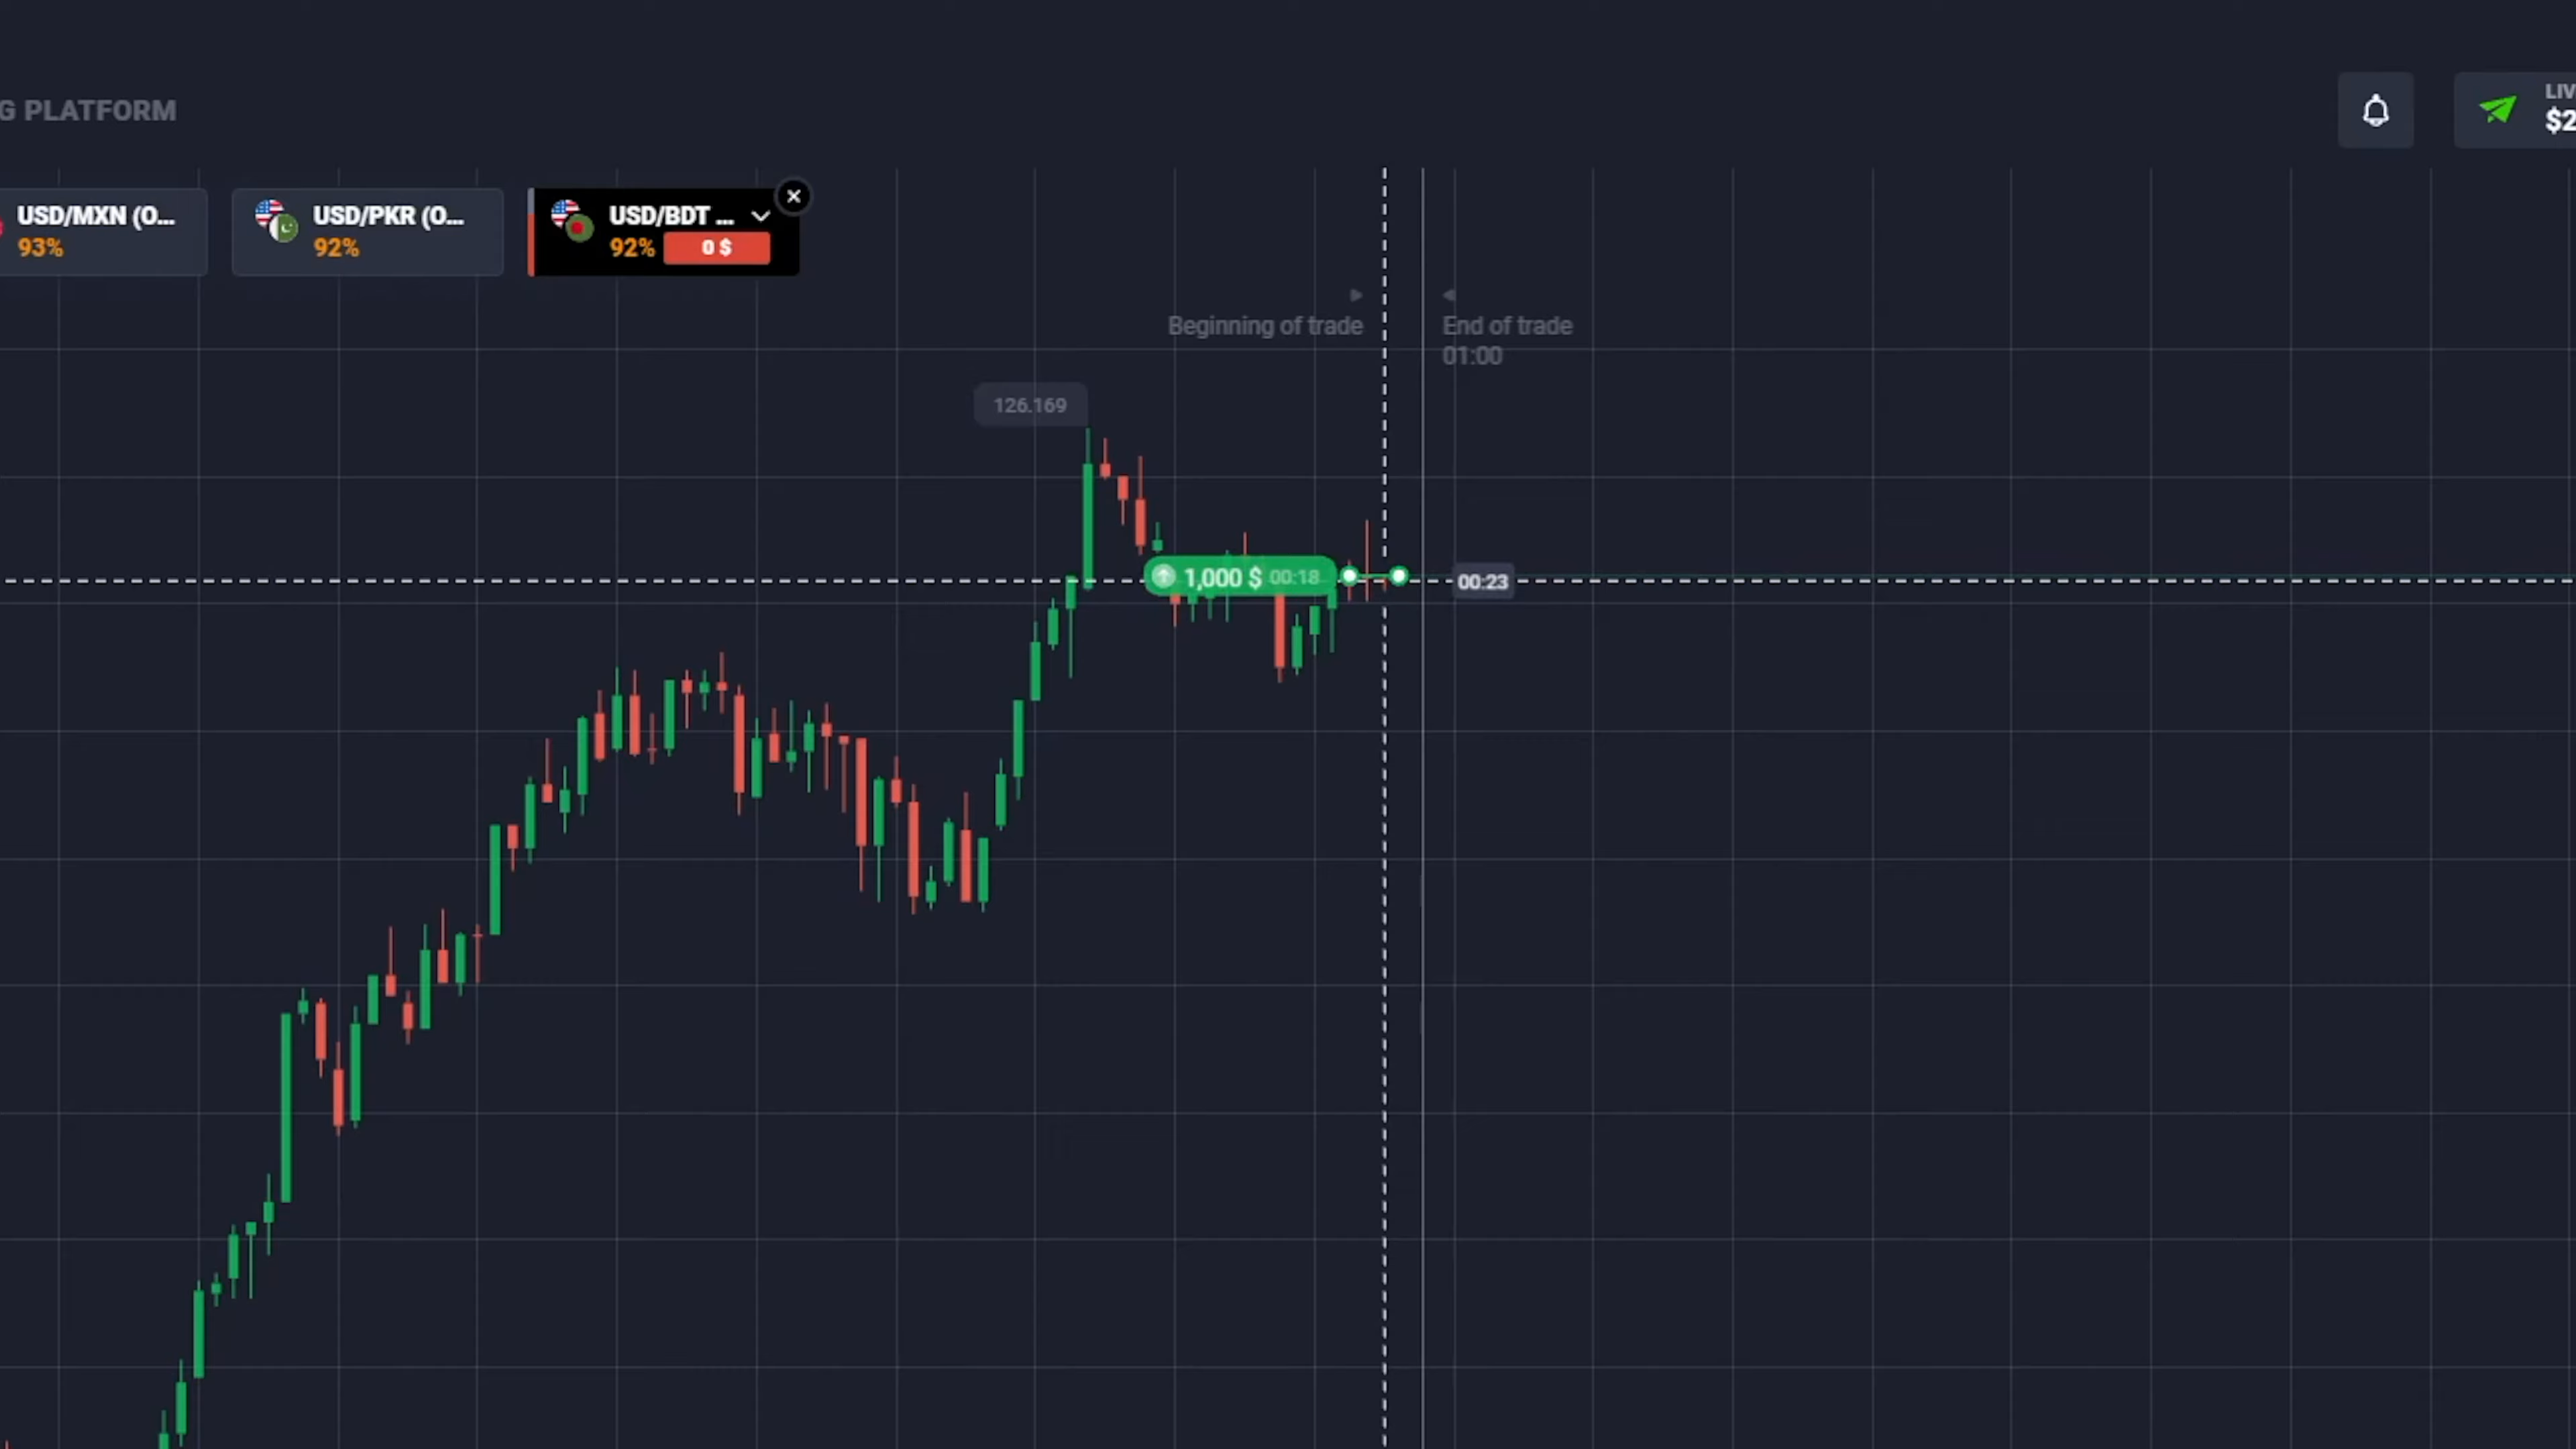 G PLATFORM
LIV
$2
USD/MXN (O...
93%
USD/PKR (O...
92%
USD/BDT ...
92%
0 $
Beginning of trade
End of trade
01:00
126.169
1,000 $ 00:18
00:23